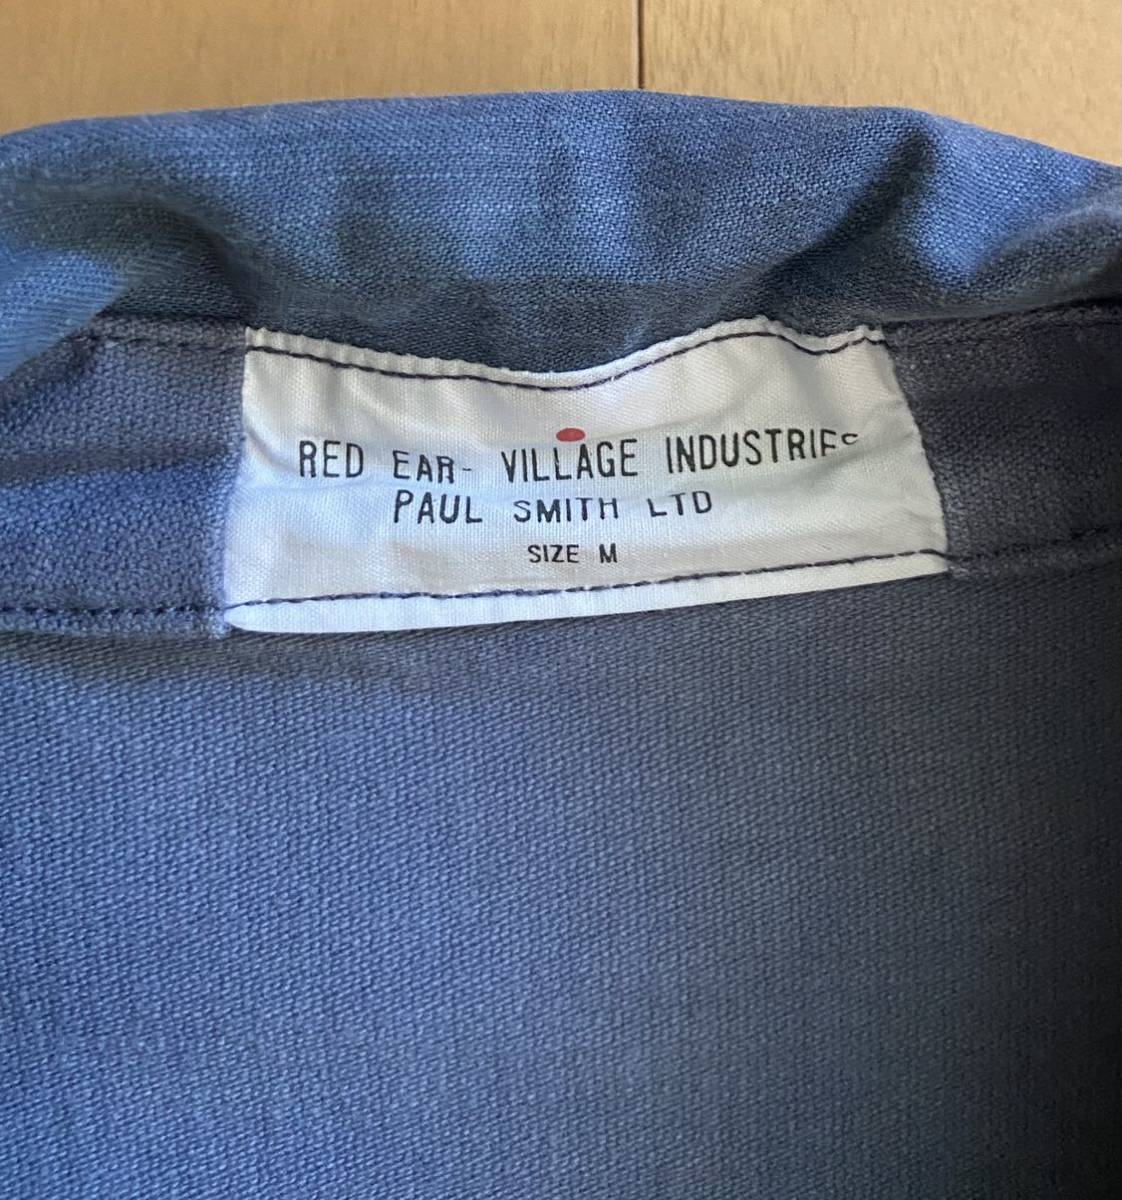 RED EAR- VILLAGE INDUSTRIES
PAUL SMITH LTD
SIZE M